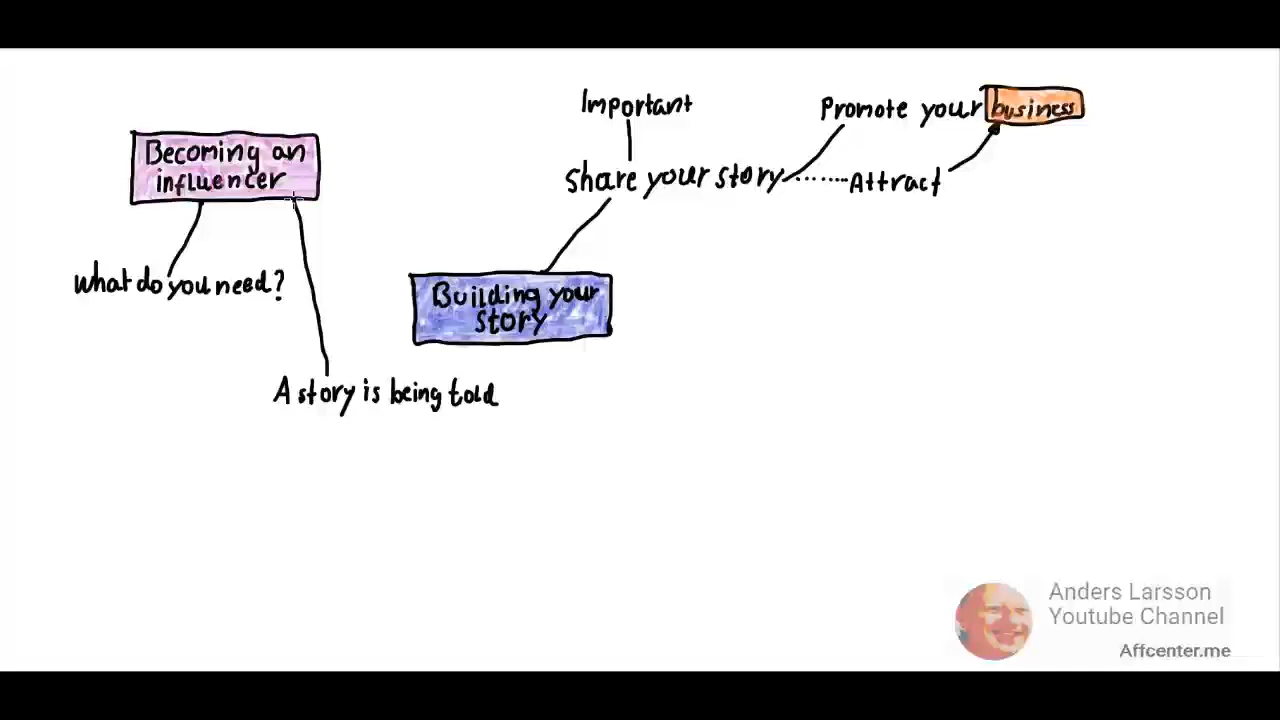 Important
Promote your business
Becoming an
influencer
share your story
Attract
what do you need?
Building your
story
A story is being told
Anders Larsson
Youtube Channel
Affcenter.me